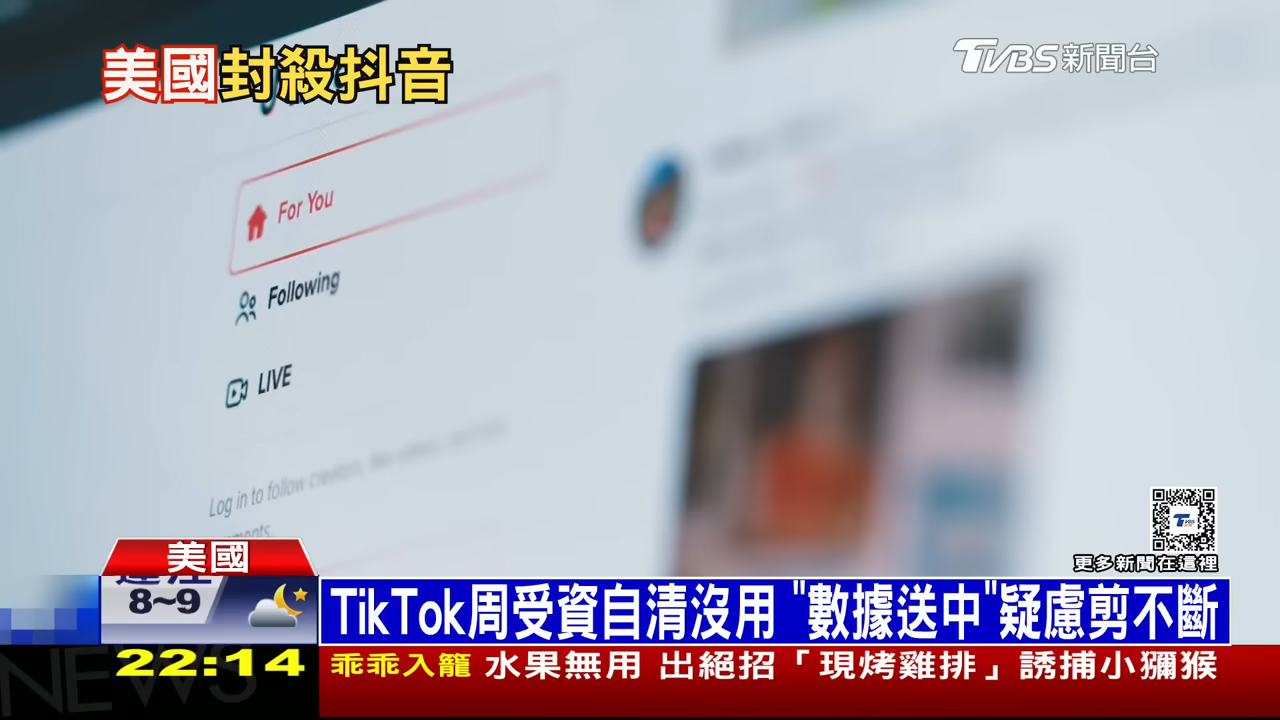 美國封殺抖音
TVBS新聞台
For You
Following
LIVE
Log in to follow creators,
更多新聞在這裡
美國
連江
8~9
TikTok周受資自清沒用 "數據送中"疑慮剪不斷
22:14
乖乖入籠 水果無用 出絕招「現烤雞排」誘捕小獼猴
NEWS